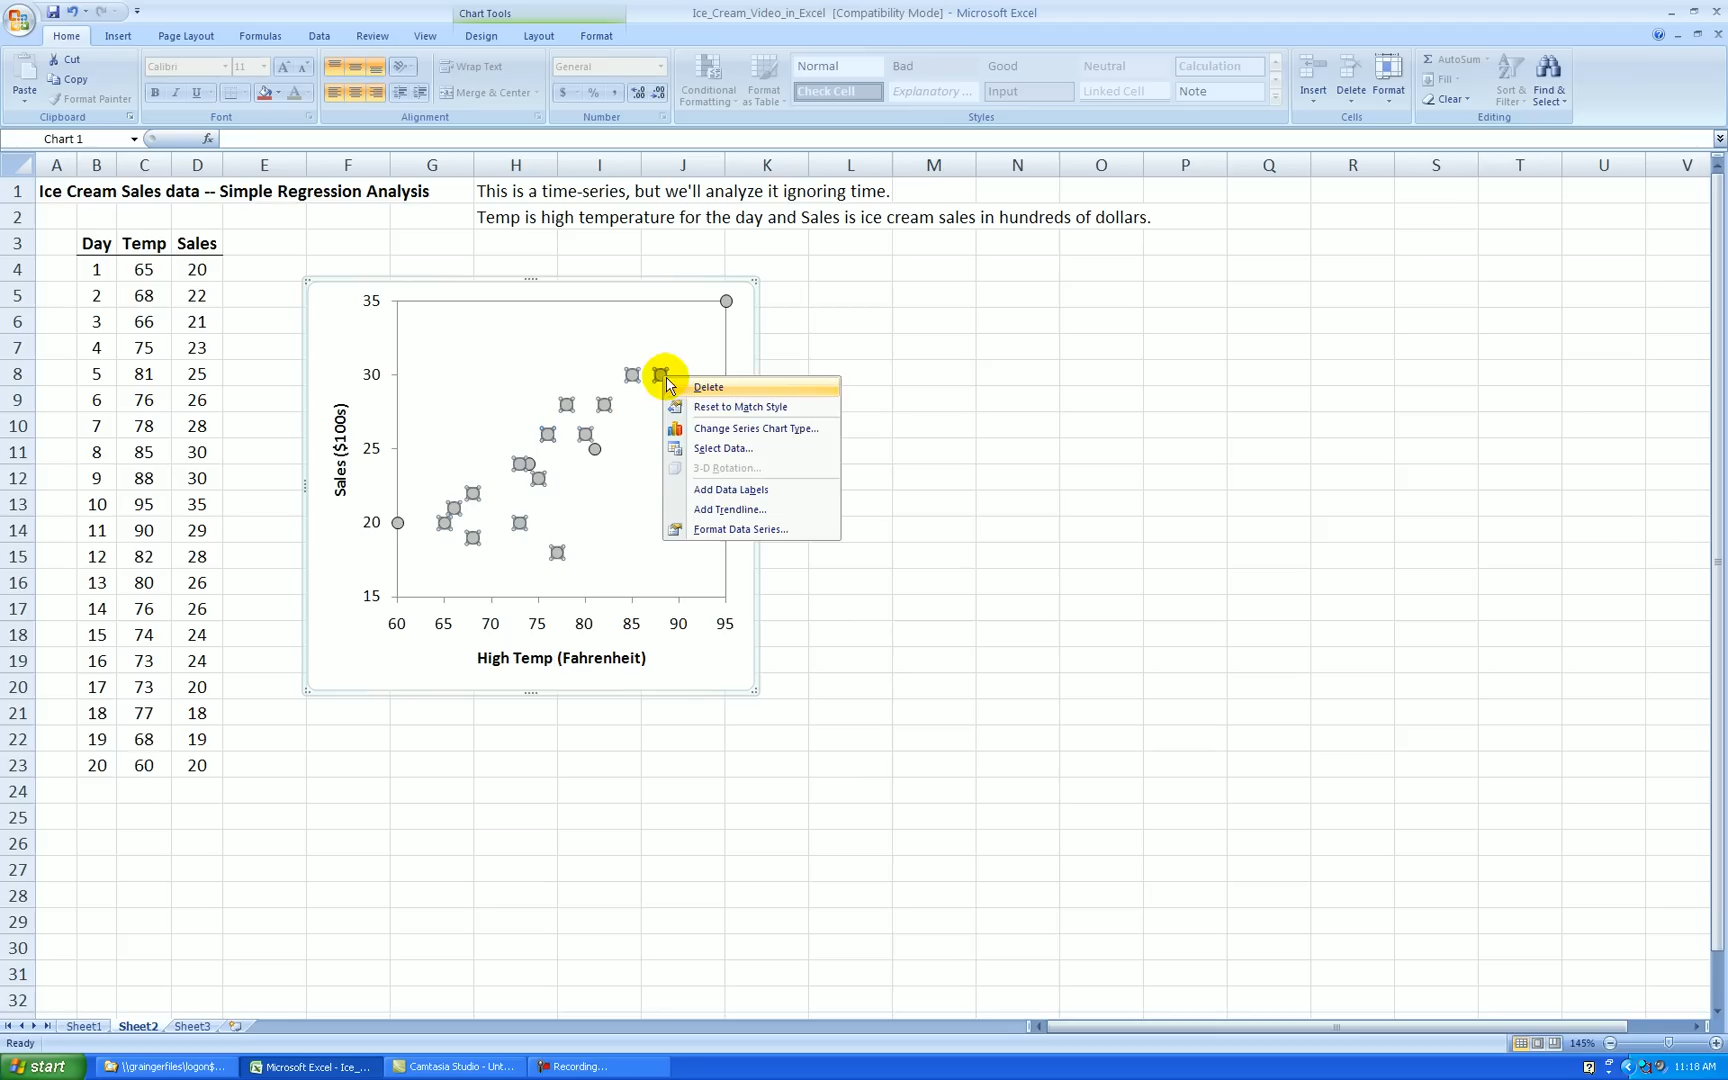 Chart Tools
Ice_Cream_Video_in_Excel [Compatibility Mode] - Microsoft Excel
Home Insert Page Layout Formulas Data Review View Design Layout Format
Paste
Cut
Copy
Format Painter
Clipboard
Calibri 11
B I U
Font
Wrap Text
Merge & Center
Alignment
General
$ % ,
Number
Conditional Formatting
Format as Table
Normal Bad Good Neutral Calculation
Check Cell Explanatory ... Input Linked Cell Note
Styles
Insert Delete Format
Cells
AutoSum
Fill
Clear
Sort & Filter
Find & Select
Editing
Chart 1 fx
A B C D E F G H I J K L M N O P Q R S T U V
1 Ice Cream Sales data -- Simple Regression Analysis This is a time-series, but we'll analyze it ignoring time.
2 Temp is high temperature for the day and Sales is ice cream sales in hundreds of dollars.
3 Day Temp Sales
4 1 65 20
5 2 68 22
6 3 66 21
7 4 75 23
8 5 81 25
9 6 76 26
10 7 78 28
11 8 85 30
12 9 88 30
13 10 95 35
14 11 90 29
15 12 82 28
16 13 80 26
17 14 76 26
18 15 74 24
19 16 73 24
20 17 73 20
21 18 77 18
22 19 68 19
23 20 60 20
24
25
26
27
28
29
30
31
32
35
30
25
20
15
Sales ($100s)
60 65 70 75 80 85 90 95
High Temp (Fahrenheit)
Delete
Reset to Match Style
Change Series Chart Type...
Select Data...
3-D Rotation...
Add Data Labels
Add Trendline...
Format Data Series...
Sheet1 Sheet2 Sheet3
Ready 145%
start \\graingerfiles\logon$... Microsoft Excel - Ice_... Camtasia Studio - Unt... Recording... 11:18 AM